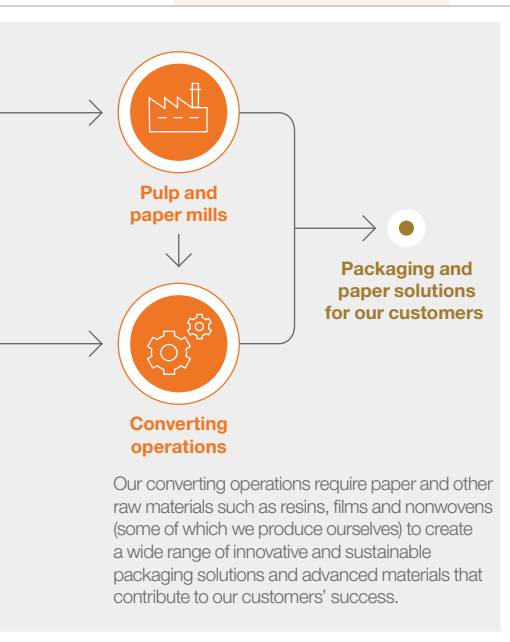 Pulp and
paper mills
Packaging and
paper solutions
for our customers
Converting
operations
Our converting operations require paper and other
raw materials such as resins, films and nonwovens
(some of which we produce ourselves) to create
a wide range of innovative and sustainable
packaging solutions and advanced materials that
contribute to our customers’ success.